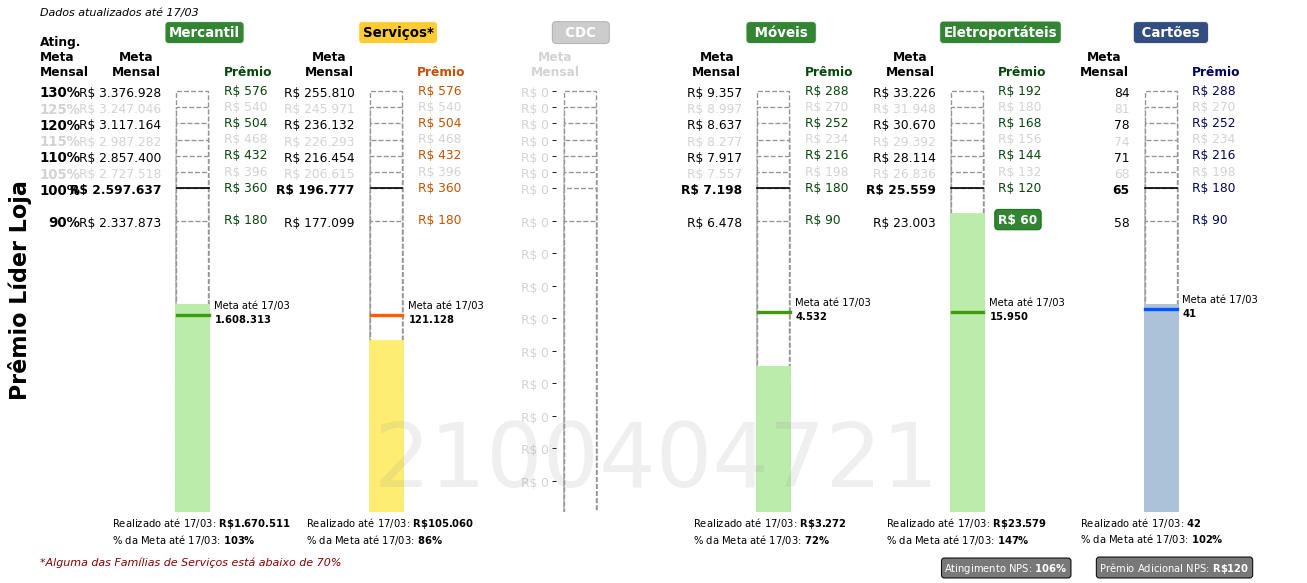 Dados atualizados até 17/03
Mercantil Serviços* CDC Móveis Eletroportáteis Cartões
Ating.
Meta Meta Meta Meta Meta Meta Meta
Mensal Mensal Prêmio Mensal Prêmio Mensal Mensal Prêmio Mensal Prêmio Mensal Prêmio
130% R$ 3.376.928 R$ 576 R$ 255.810 R$ 576 R$ 0 R$ 9.357 R$ 288 R$ 33.226 R$ 192 84 R$ 288
125% R$ 3.247.046 R$ 540 R$ 245.971 R$ 540 R$ 0 R$ 8.997 R$ 270 R$ 31.948 R$ 180 81 R$ 270
120% R$ 3.117.164 R$ 504 R$ 236.132 R$ 504 R$ 0 R$ 8.637 R$ 252 R$ 30.670 R$ 168 78 R$ 252
115% R$ 2.987.282 R$ 468 R$ 226.293 R$ 468 R$ 0 R$ 8.277 R$ 234 R$ 29.392 R$ 156 74 R$ 234
110% R$ 2.857.400 R$ 432 R$ 216.454 R$ 432 R$ 0 R$ 7.917 R$ 216 R$ 28.114 R$ 144 71 R$ 216
105% R$ 2.727.518 R$ 396 R$ 206.615 R$ 396 R$ 0 R$ 7.557 R$ 198 R$ 26.836 R$ 132 68 R$ 198
100% R$ 2.597.637 R$ 360 R$ 196.777 R$ 360 R$ 0 R$ 7.198 R$ 180 R$ 25.559 R$ 120 65 R$ 180
90% R$ 2.337.873 R$ 180 R$ 177.099 R$ 180 R$ 0 R$ 6.478 R$ 90 R$ 23.003 R$ 60 58 R$ 90
R$ 0
R$ 0
Prêmio Líder Loja
Meta até 17/03 Meta até 17/03 Meta até 17/03 Meta até 17/03 Meta até 17/03
1.608.313 121.128 R$ 0 4.532 15.950 41
R$ 0
R$ 0
R$ 0
R$ 0
2100404721
R$ 0
Realizado até 17/03: R$1.670.511 Realizado até 17/03: R$105.060 Realizado até 17/03: R$3.272 Realizado até 17/03: R$23.579 Realizado até 17/03: 42
% da Meta até 17/03: 103% % da Meta até 17/03: 86% % da Meta até 17/03: 72% % da Meta até 17/03: 147% % da Meta até 17/03: 102%
*Alguma das Famílias de Serviços está abaixo de 70% Atingimento NPS: 106% Prêmio Adicional NPS: R$120